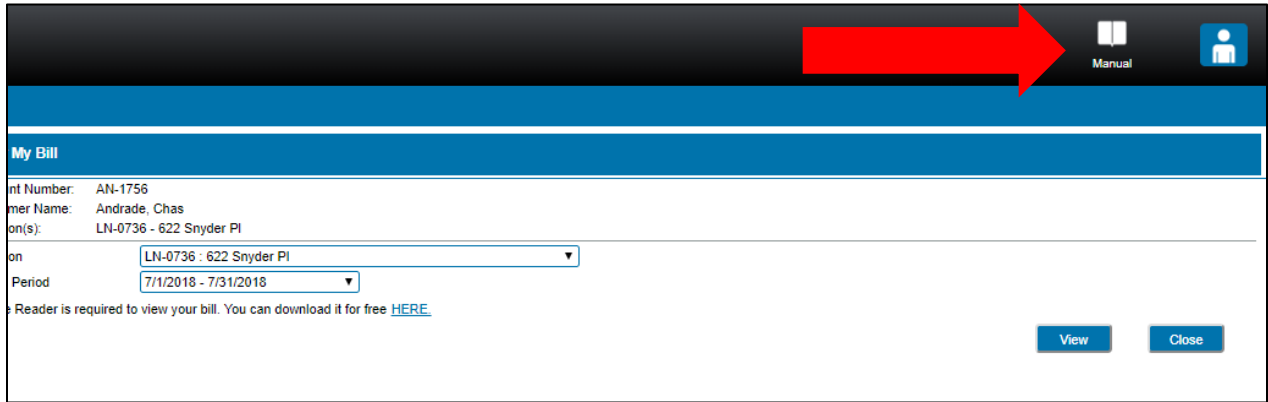 Manual
My Bill
nt Number: AN-1756
mer Name: Andrade, Chas
on(s): LN-0736 - 622 Snyder Pl
on LN-0736 : 622 Snyder Pl
Period 7/1/2018 - 7/31/2018
e Reader is required to view your bill. You can download it for free HERE.
View Close